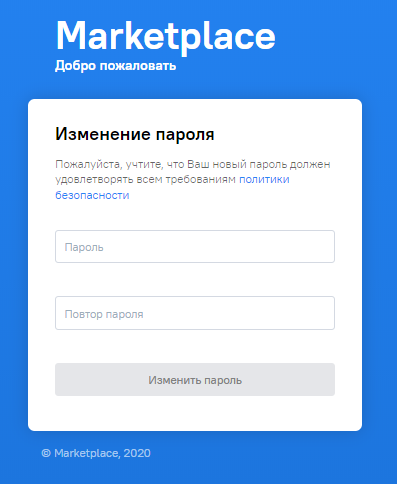 Marketplace
Добро пожаловать
Изменение пароля
Пожалуйста, учтите, что Ваш новый пароль должен
удовлетворять всем требованиям политики
безопасности
Пароль
Повтор пароля
Изменить пароль
© Marketplace, 2020